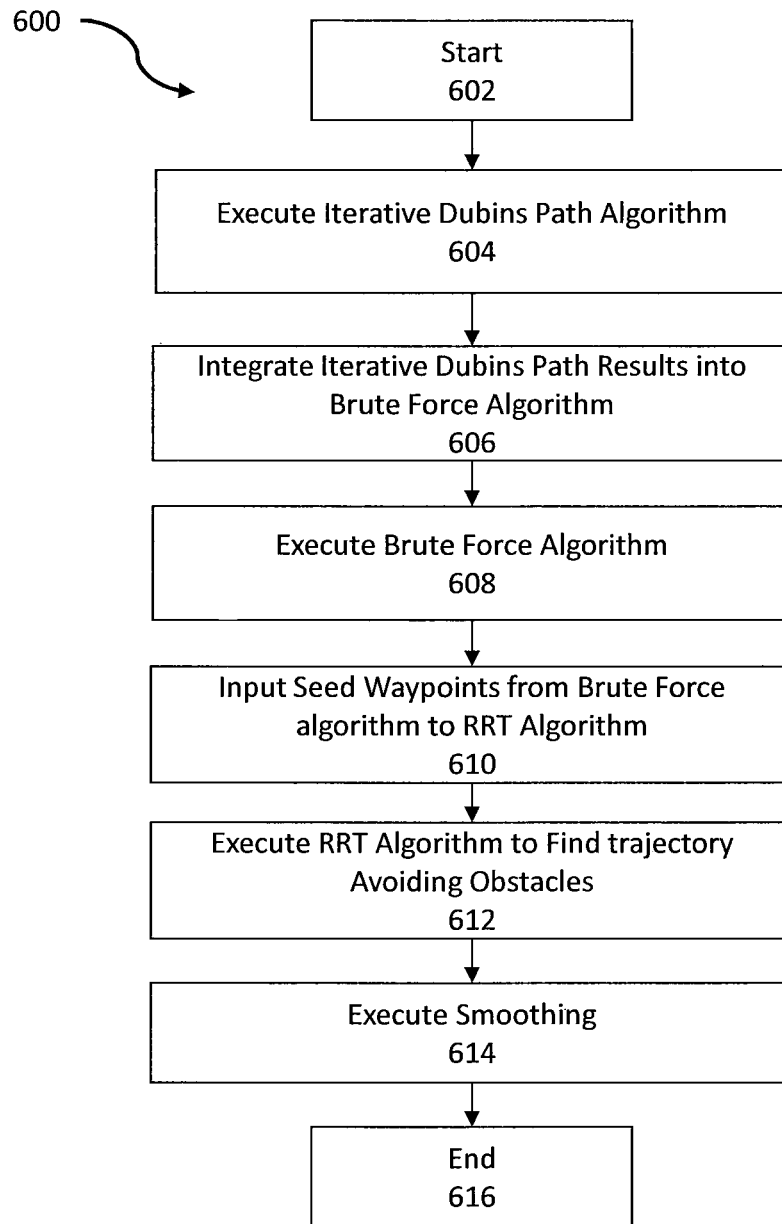 600
Start
602
Execute Iterative Dubins Path Algorithm
604
Integrate Iterative Dubins Path Results into
Brute Force Algorithm
606
Execute Brute Force Algorithm
608
Input Seed Waypoints from Brute Force
algorithm to RRT Algorithm
610
Execute RRT Algorithm to Find trajectory
Avoiding Obstacles
612
Execute Smoothing
614
End
616